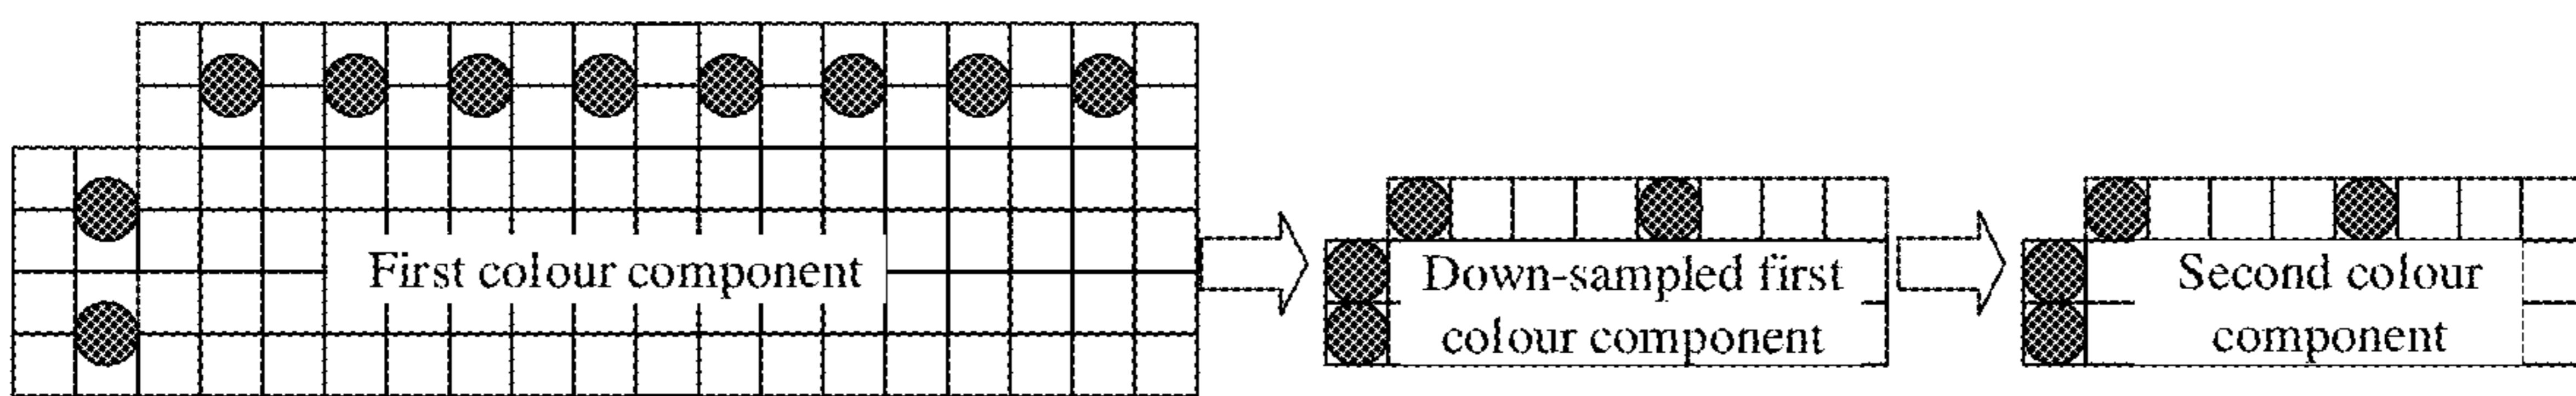 First colour component
Down-sampled first
colour component
Second colour
component